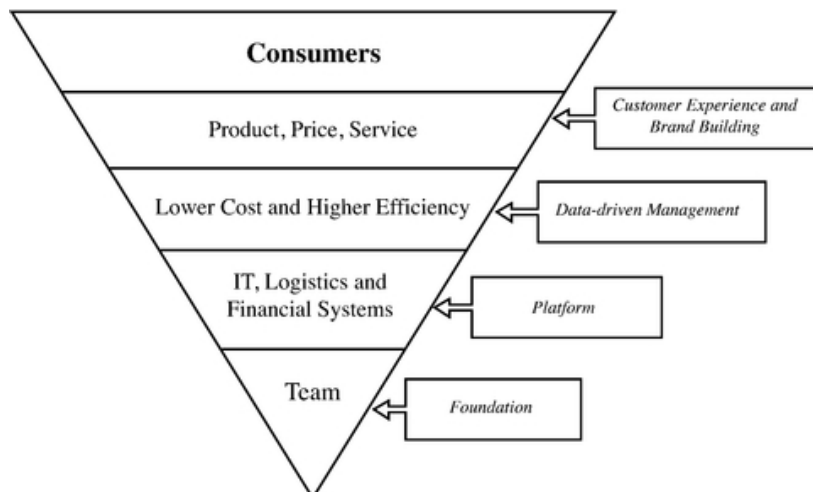 Consumers
Customer Experience and
Brand Building
Product, Price, Service
Lower Cost and Higher Efficiency
Data-driven Management
IT, Logistics and
Financial Systems
Platform
Team
Foundation